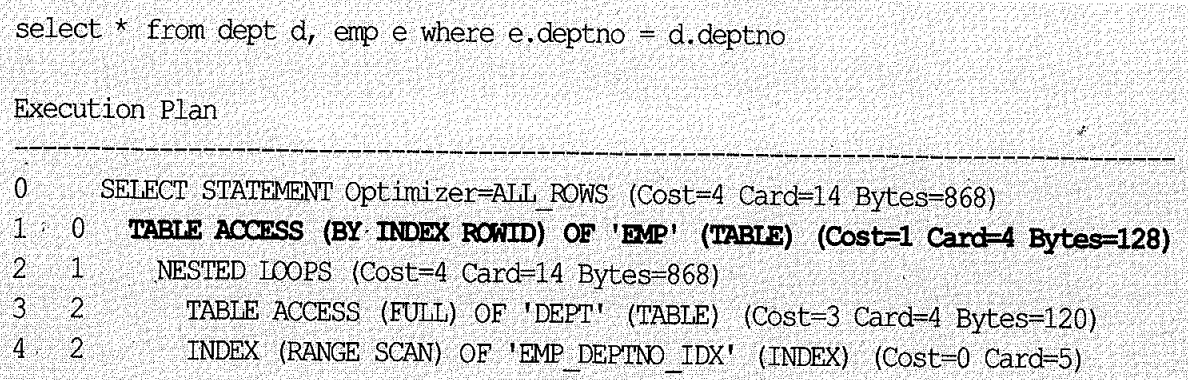 select * from dept d, emp e where e.deptno = d.deptno
Execution Plan
--------------------------------------------------------------------------------
0 SELECT STATEMENT Optimizer=ALL_ROWS (Cost=4 Card=14 Bytes=868)
1 0 TABLE ACCESS (BY INDEX ROWID) OF 'EMP' (TABLE) (Cost=1 Card=4 Bytes=128)
2 1 NESTED LOOPS (Cost=4 Card=14 Bytes=868)
3 2 TABLE ACCESS (FULL) OF 'DEPT' (TABLE) (Cost=3 Card=4 Bytes=120)
4 2 INDEX (RANGE SCAN) OF 'EMP_DEPTNO_IDX' (INDEX) (Cost=0 Card=5)